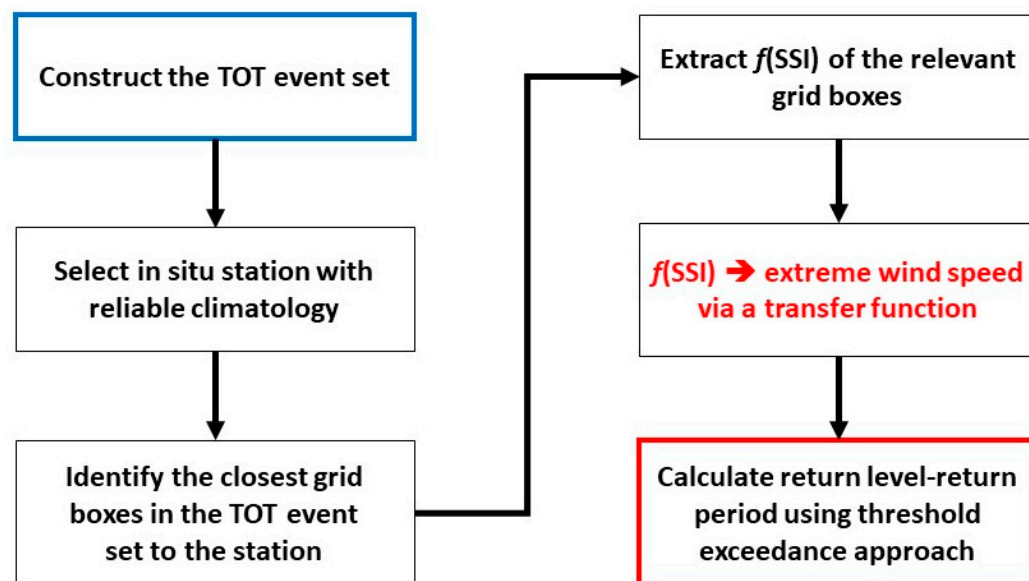 Construct the TOT event set
Select in situ station with
reliable climatology
Identify the closest grid
boxes in the TOT event
set to the station
Extract f(SSI) of the relevant
grid boxes
f(SSI) ➔ extreme wind speed
via a transfer function
Calculate return level-return
period using threshold
exceedance approach